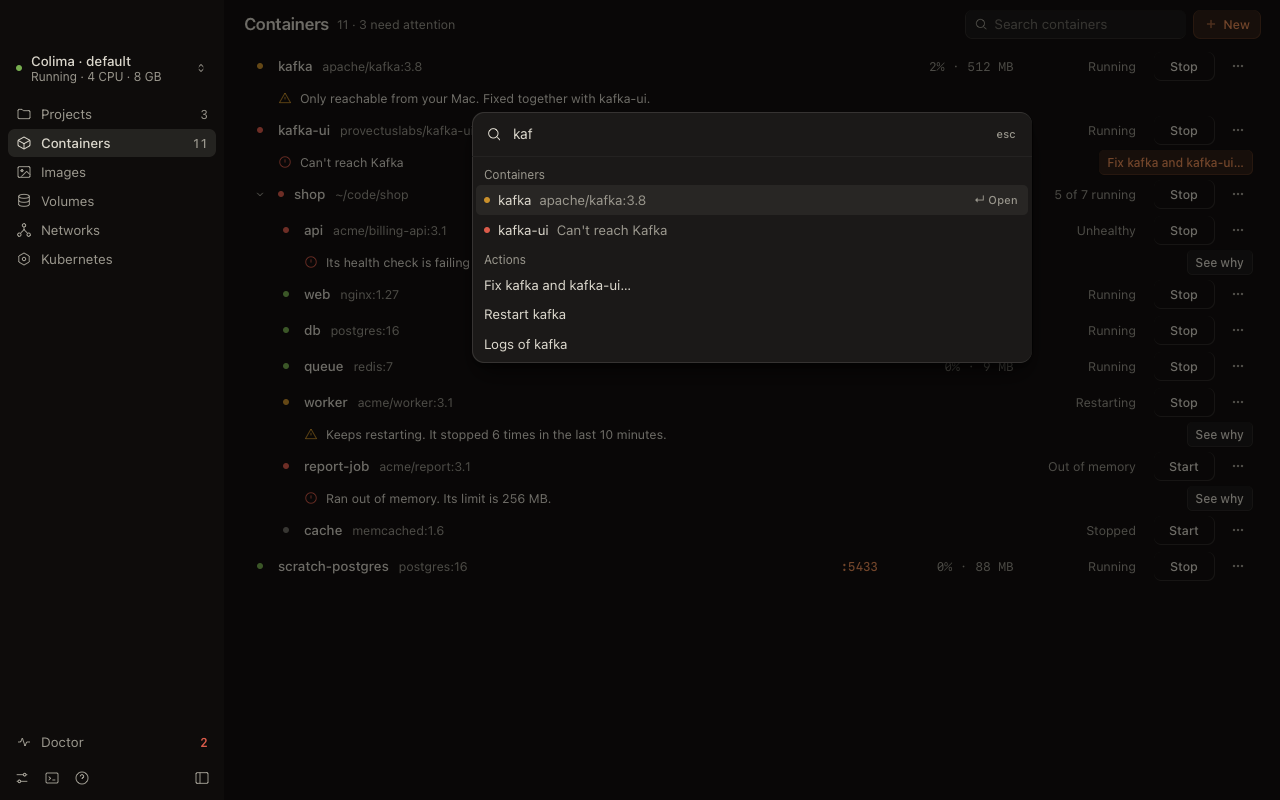 Containers 11 · 3 need attention
Search containers
New
Colima · default
Running · 4 CPU · 8 GB
Projects 3
Containers 11
Images
Volumes
Networks
Kubernetes
Doctor 2
kafka apache/kafka:3.8 2% · 512 MB Running Stop
Only reachable from your Mac. Fixed together with kafka-ui.
kafka-ui provectuslabs/kafka-ui Running Stop
Can't reach Kafka Fix kafka and kafka-ui...
shop ~/code/shop 5 of 7 running Stop
api acme/billing-api:3.1 Unhealthy Stop
Its health check is failing See why
web nginx:1.27 Running Stop
db postgres:16 Running Stop
queue redis:7 0% · 9 MB Running Stop
worker acme/worker:3.1 Restarting Stop
Keeps restarting. It stopped 6 times in the last 10 minutes. See why
report-job acme/report:3.1 Out of memory Start
Ran out of memory. Its limit is 256 MB. See why
cache memcached:1.6 Stopped Start
scratch-postgres postgres:16 :5433 0% · 88 MB Running Stop
kaf esc
Containers
kafka apache/kafka:3.8 ↵ Open
kafka-ui Can't reach Kafka
Actions
Fix kafka and kafka-ui...
Restart kafka
Logs of kafka